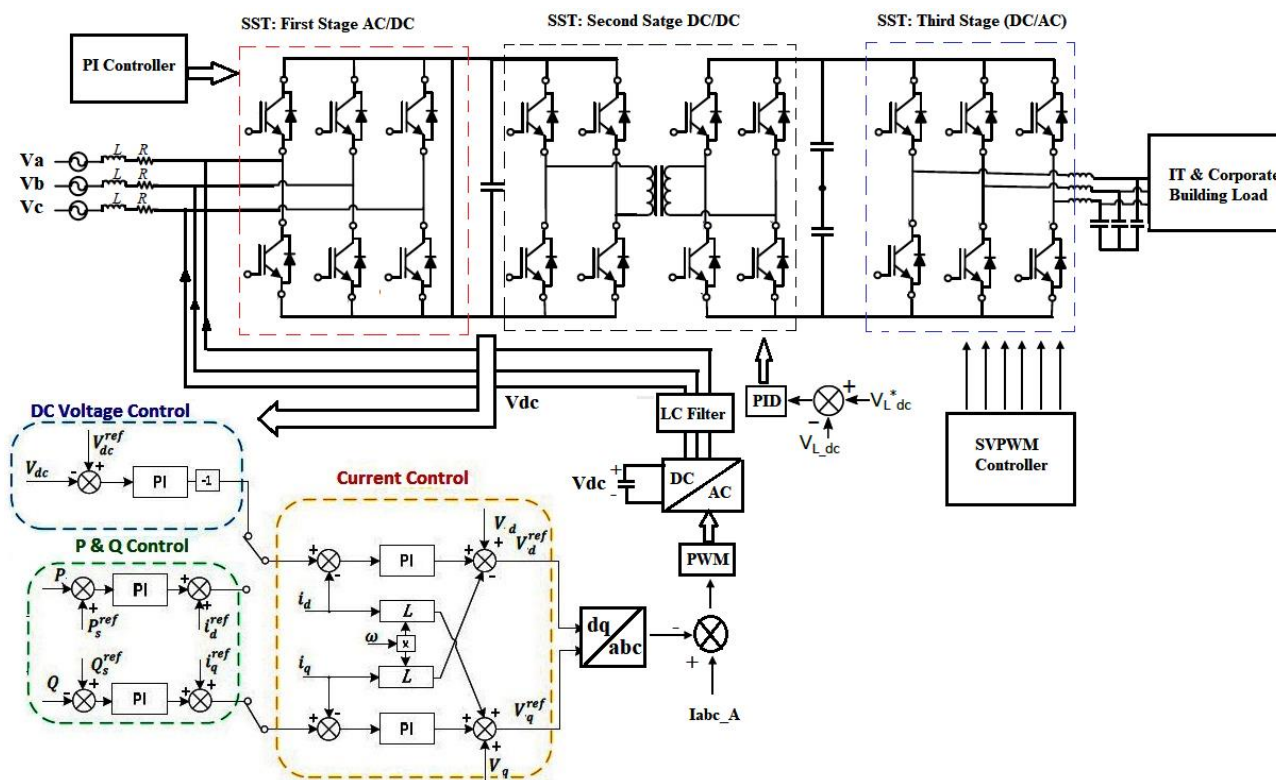 SST: First Stage AC/DC
SST: Second Satge DC/DC
SST: Third Stage (DC/AC)
PI Controller
Va
L
R
Vb
L
R
Vc
L
R
IT & Corporate
Building Load
Vdc
LC Filter
PID
+
-
V*L_dc
VL_dc
SVPWM
Controller
DC Voltage Control
V_dc^ref
V_dc
-
+
PI
-1
Vdc
+
-
DC
AC
PWM
Current Control
V_d
V_d^ref
+
-
PI
+
+
-
i_d
L
ω
x
i_q
L
+
-
PI
+
+
+
V_q^ref
V_q
P & Q Control
P
-
+
PI
+
+
P_s^ref
i_d^ref
Q_s^ref
i_q^ref
Q
-
+
PI
+
+
dq
abc
-
+
Iabc_A